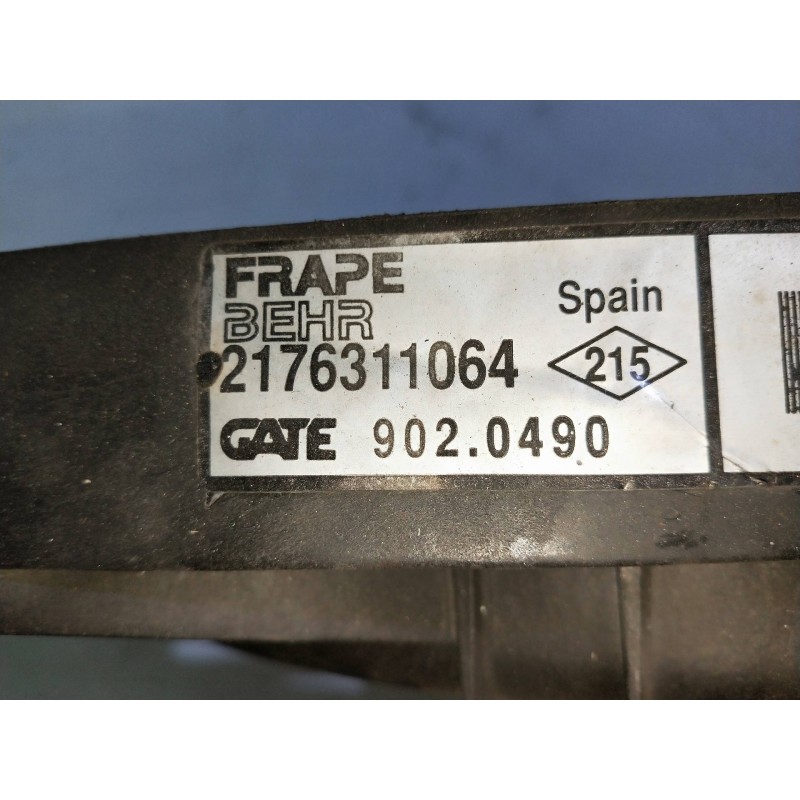 FRAPE
BEHR
Spain
2176311064
215
GATE 902.0490